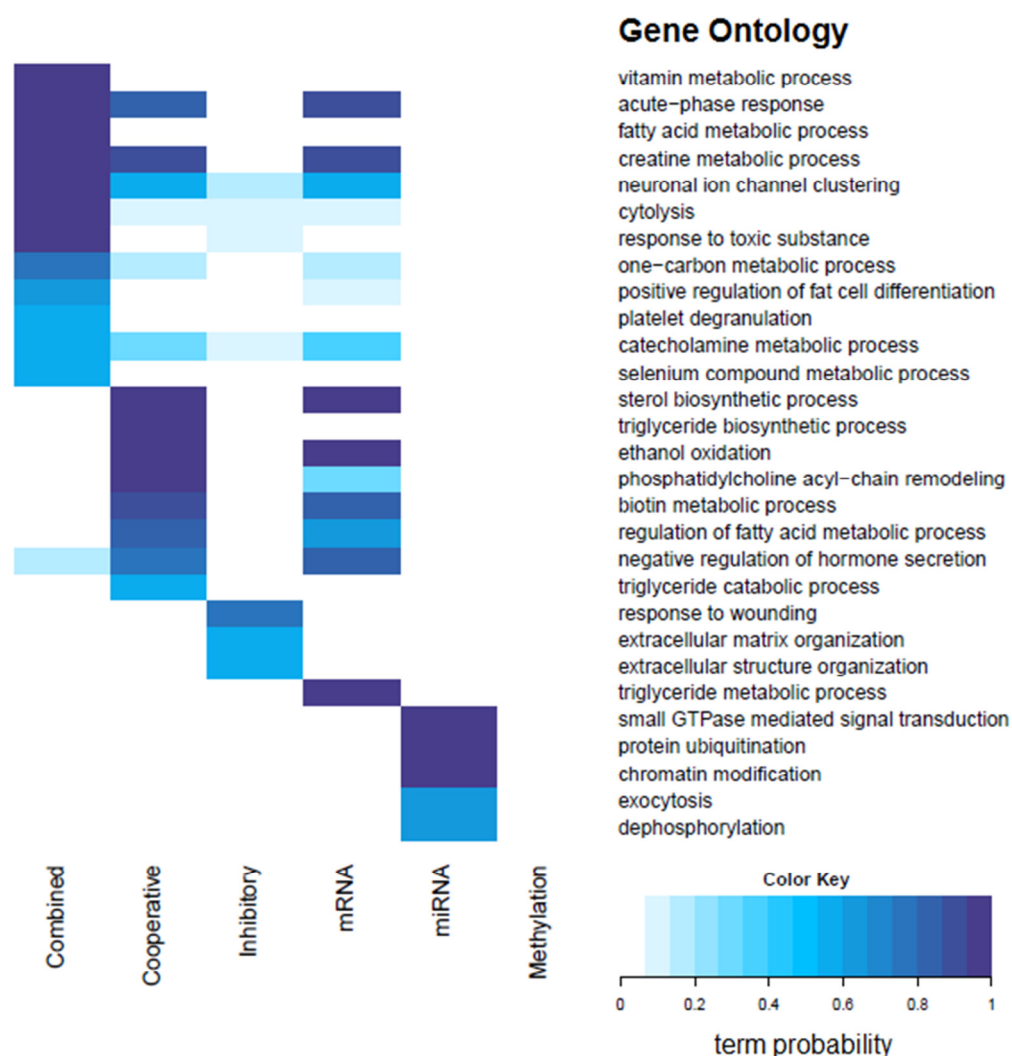 Gene Ontology
vitamin metabolic process
acute−phase response
fatty acid metabolic process
creatine metabolic process
neuronal ion channel clustering
cytolysis
response to toxic substance
one−carbon metabolic process
positive regulation of fat cell differentiation
platelet degranulation
catecholamine metabolic process
selenium compound metabolic process
sterol biosynthetic process
triglyceride biosynthetic process
ethanol oxidation
phosphatidylcholine acyl−chain remodeling
biotin metabolic process
regulation of fatty acid metabolic process
negative regulation of hormone secretion
triglyceride catabolic process
response to wounding
extracellular matrix organization
extracellular structure organization
triglyceride metabolic process
small GTPase mediated signal transduction
protein ubiquitination
chromatin modification
exocytosis
dephosphorylation
Combined
Cooperative
Inhibitory
mRNA
miRNA
Methylation
Color Key
0 0.2 0.4 0.6 0.8 1
term probability